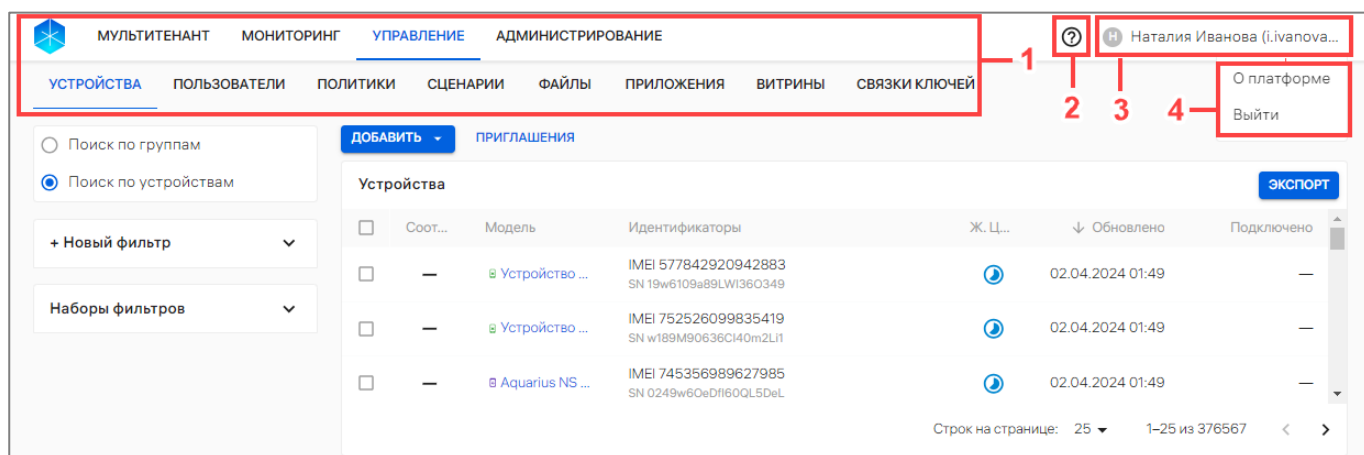 МУЛЬТИТЕНАНТ МОНИТОРИНГ УПРАВЛЕНИЕ АДМИНИСТРИРОВАНИЕ Н Наталия Иванова (i.ivanova...
1
УСТРОЙСТВА ПОЛЬЗОВАТЕЛИ ПОЛИТИКИ СЦЕНАРИИ ФАЙЛЫ ПРИЛОЖЕНИЯ ВИТРИНЫ СВЯЗКИ КЛЮЧЕЙ О платформе
2 3 4
Выйти
Поиск по группам ДОБАВИТЬ ПРИГЛАШЕНИЯ
Поиск по устройствам Устройства ЭКСПОРТ
+ Новый фильтр Соот... Модель Идентификаторы Ж. Ц... Обновлено Подключено
IMEI 577842920942883
— Устройство ... 02.04.2024 01:49 —
SN 19w6109a89LWI36O349
Наборы фильтров
IMEI 752526099835419
— Устройство ... 02.04.2024 01:49 —
SN w189M90636CI40m2Li1
IMEI 745356989627985
— Aquarius NS ... 02.04.2024 01:49 —
SN 0249w6OeDfI60QL5DeL
Строк на странице: 25 1–25 из 376567